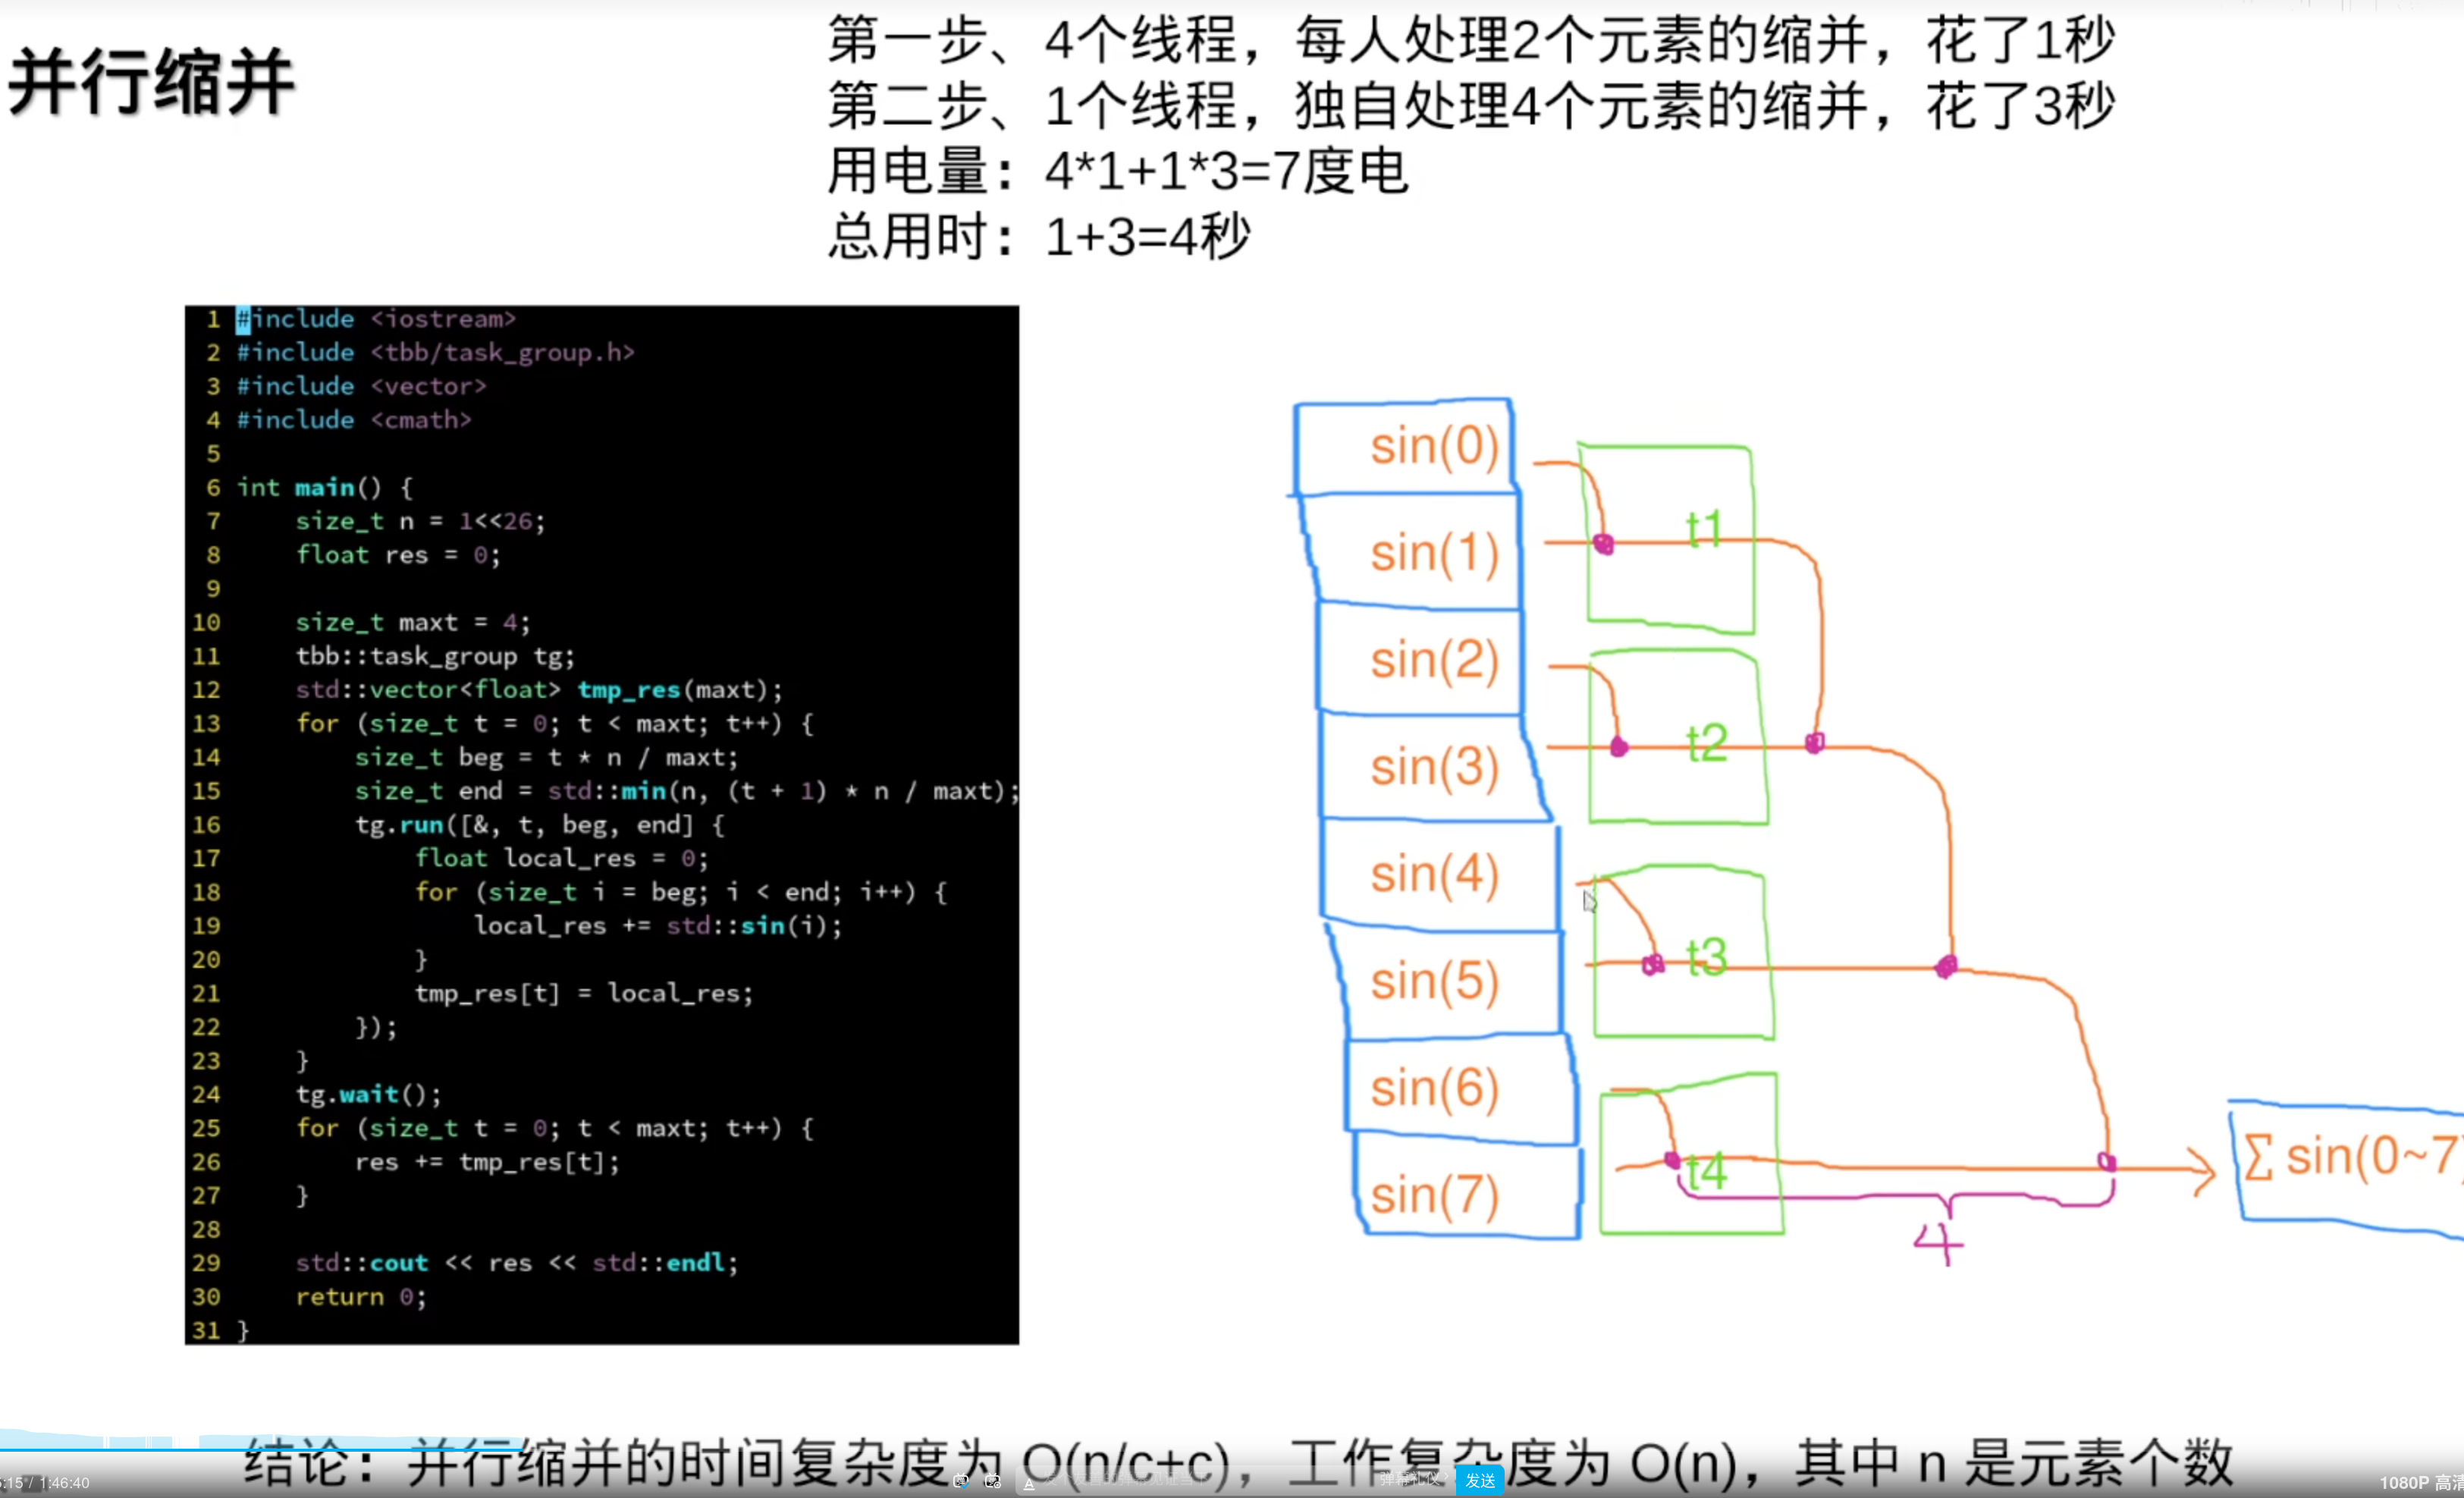 并行缩并
第一步、4个线程，每人处理2个元素的缩并，花了1秒
第二步、1个线程，独自处理4个元素的缩并，花了3秒
用电量：4*1+1*3=7度电
总用时：1+3=4秒
1 #include <iostream>
2 #include <tbb/task_group.h>
3 #include <vector>
4 #include <cmath>
5
6 int main() {
7     size_t n = 1<<26;
8     float res = 0;
9
10     size_t maxt = 4;
11     tbb::task_group tg;
12     std::vector<float> tmp_res(maxt);
13     for (size_t t = 0; t < maxt; t++) {
14         size_t beg = t * n / maxt;
15         size_t end = std::min(n, (t + 1) * n / maxt);
16         tg.run([&, t, beg, end] {
17             float local_res = 0;
18             for (size_t i = beg; i < end; i++) {
19                 local_res += std::sin(i);
20             }
21             tmp_res[t] = local_res;
22         });
23     }
24     tg.wait();
25     for (size_t t = 0; t < maxt; t++) {
26         res += tmp_res[t];
27     }
28
29     std::cout << res << std::endl;
30     return 0;
31 }
sin(0)
sin(1)
sin(2)
sin(3)
sin(4)
sin(5)
sin(6)
sin(7)
t1
t2
t3
t4
4
∑ sin(0~7
结论：并行缩并的时间复杂度为 O(n/c+c)，工作复杂度为 O(n)，其中 n 是元素个数
:15 / 1:46:40
弹幕礼仪
发送
1080P 高清